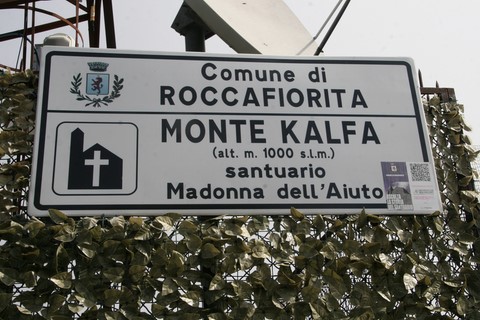 Comune di
ROCCAFIORITA
MONTE KALFA
(alt. m. 1000 s.l.m.)
santuario
Madonna dell'Aiuto